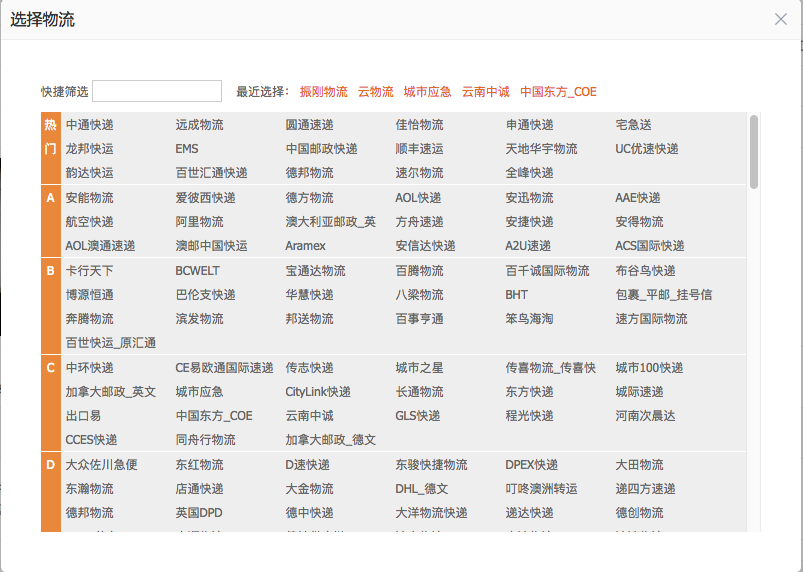 选择物流
快捷筛选 最近选择： 振刚物流 云物流 城市应急 云南中诚 中国东方_COE
热 中通快递 远成物流 圆通速递 佳怡物流 申通快递 宅急送
门 龙邦快运 EMS 中国邮政快递 顺丰速运 天地华宇物流 UC优速快递
韵达快运 百世汇通快递 德邦物流 速尔物流 全峰快递
A 安能物流 爱彼西快递 德方物流 AOL快递 安迅物流 AAE快递
航空快递 阿里物流 澳大利亚邮政_英 方舟速递 安捷快递 安得物流
AOL澳通速递 澳邮中国快运 Aramex 安信达快递 A2U速递 ACS国际快递
B 卡行天下 BCWELT 宝通达物流 百腾物流 百千诚国际物流 布谷鸟快递
博源恒通 巴伦支快递 华慧快递 八梁物流 BHT 包裹_平邮_挂号信
奔腾物流 滨发物流 邦送物流 百事亨通 笨鸟海淘 速方国际物流
百世快运_原汇通
C 中环快递 CE易欧通国际速递 传志快递 城市之星 传喜物流_传喜快 城市100快递
加拿大邮政_英文 城市应急 CityLink快递 长通物流 东方快递 城际速递
出口易 中国东方_COE 云南中诚 GLS快递 程光快递 河南次晨达
CCES快递 同舟行物流 加拿大邮政_德文
D 大众佐川急便 东红物流 D速快递 东骏快捷物流 DPEX快递 大田物流
东瀚物流 店通快递 大金物流 DHL_德文 叮咚澳洲转运 递四方速递
德邦物流 英国DPD 德中快递 大洋物流快递 递达快递 德创物流